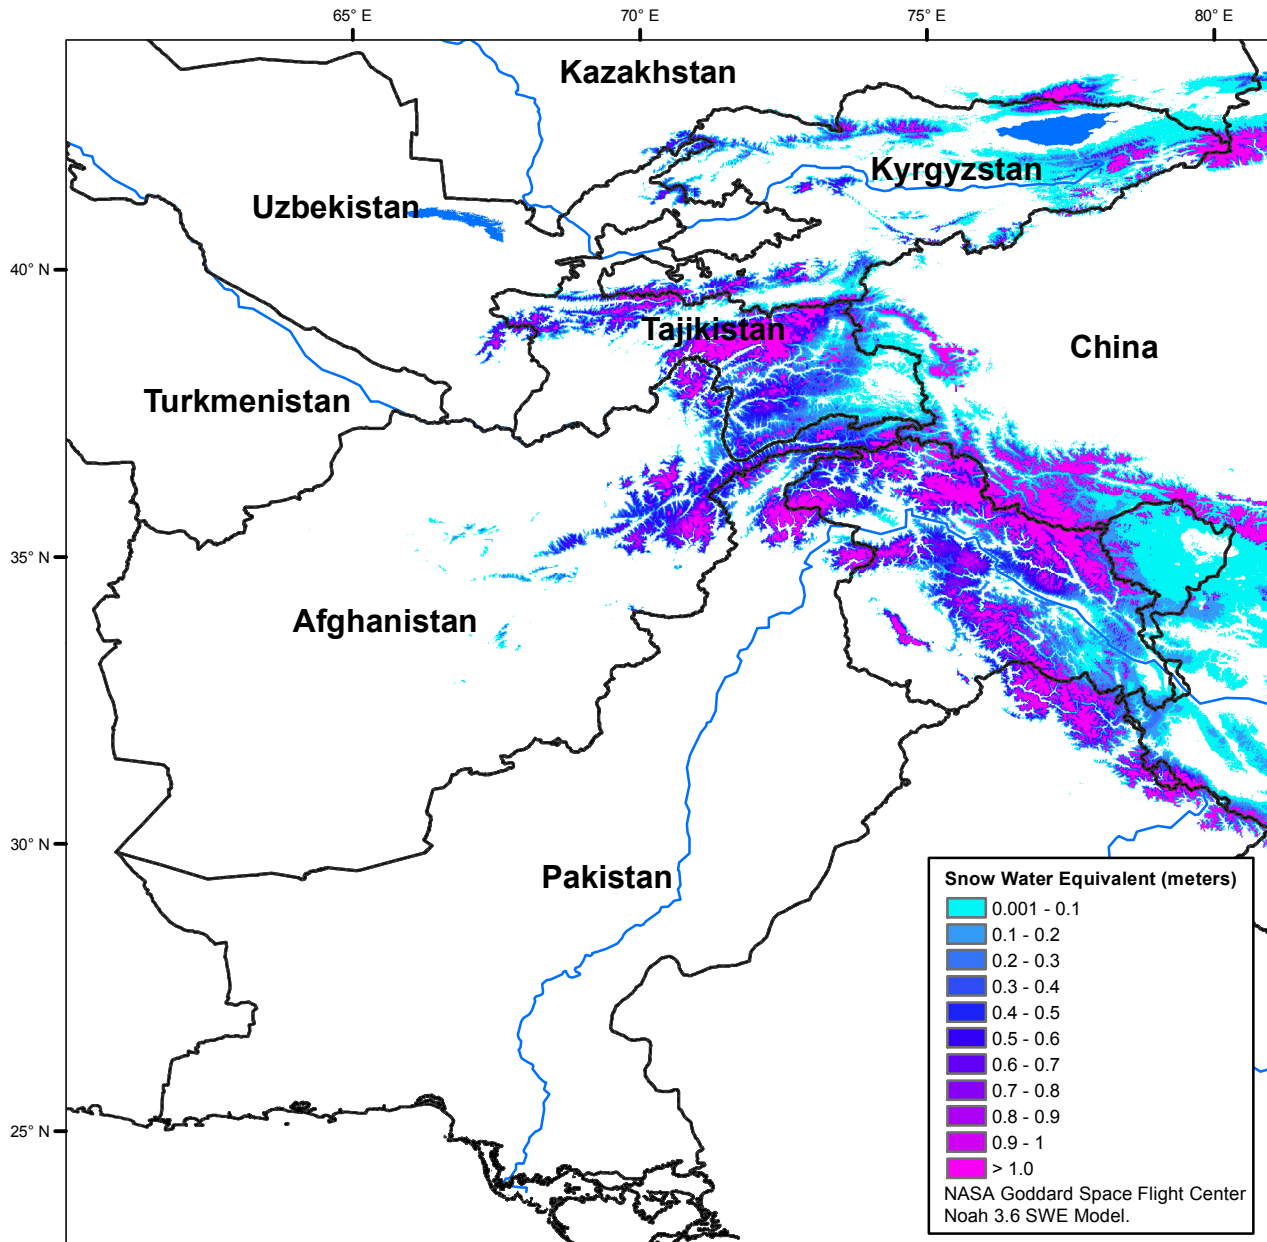 65° E
70° E
75° E
80° E
Kazakhstan
Kyrgyzstan
Uzbekistan
40° N
Tajikistan
China
Turkmenistan
35° N
Afghanistan
30° N
Pakistan
25° N
Snow Water Equivalent (meters)
0.001 - 0.1
0.1 - 0.2
0.2 - 0.3
0.3 - 0.4
0.4 - 0.5
0.5 - 0.6
0.6 - 0.7
0.7 - 0.8
0.8 - 0.9
0.9 - 1
> 1.0
NASA Goddard Space Flight Center
Noah 3.6 SWE Model.